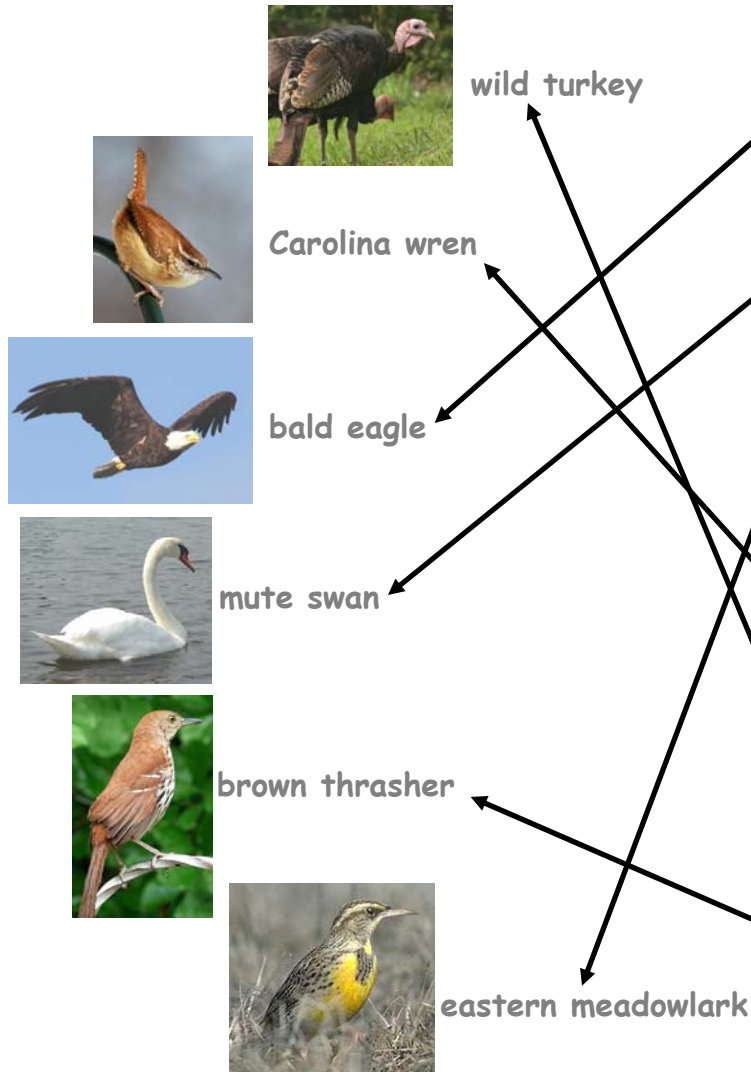 wild turkey
Carolina wren
bald eagle
mute swan
brown thrasher
eastern meadowlark